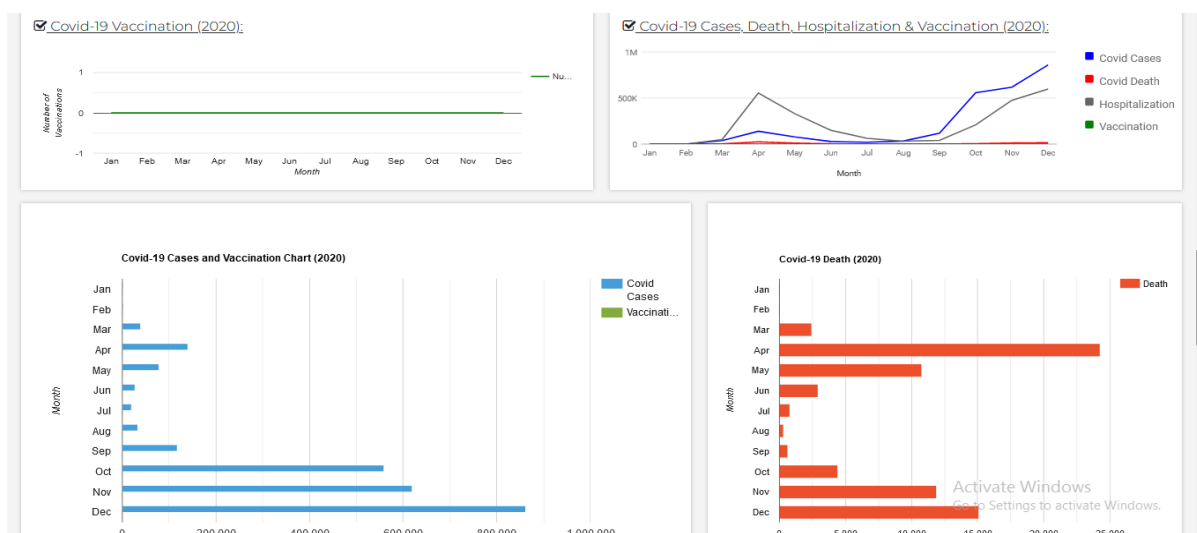 Covid-19 Vaccination (2020):
1
0
-1
Number of
Vaccinations
Jan Feb Mar Apr May Jun Jul Aug Sep Oct Nov Dec
Month
Nu...
Covid-19 Cases, Death, Hospitalization & Vaccination (2020):
1M
500K
0
Jan Feb Mar Apr May Jun Jul Aug Sep Oct Nov Dec
Month
Covid Cases
Covid Death
Hospitalization
Vaccination
Covid-19 Cases and Vaccination Chart (2020)
Jan
Feb
Mar
Apr
May
Jun
Jul
Aug
Sep
Oct
Nov
Dec
Month
0 200,000 400,000 600,000 800,000 1,000,000
Covid
Cases
Vaccinati...
Covid-19 Death (2020)
Jan
Feb
Mar
Apr
May
Jun
Jul
Aug
Sep
Oct
Nov
Dec
Month
0 5,000 10,000 15,000 20,000 25,000
Death
Activate Windows
Go to Settings to activate Windows.